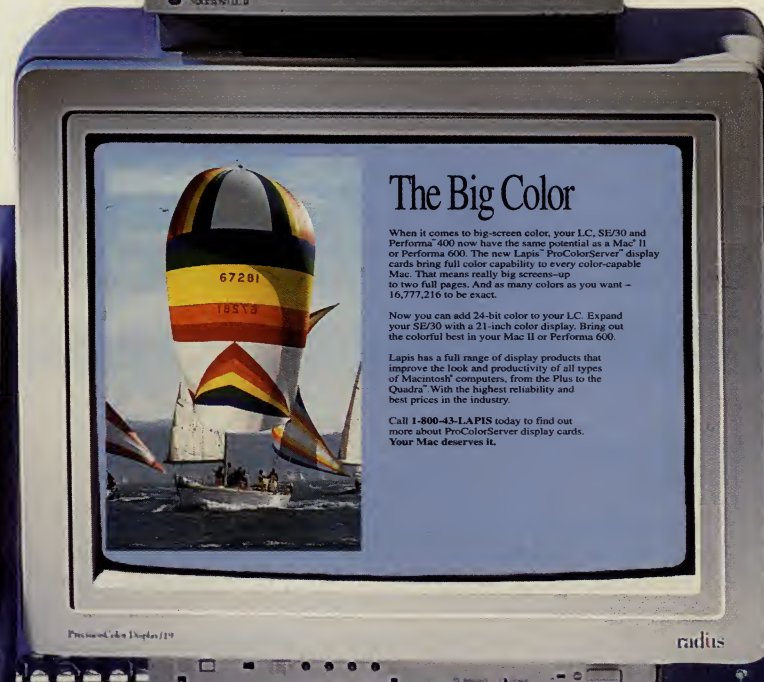 67281
67281
The Big Color
When it comes to big-screen color, your LC, SE/30 and
Performa™ 400 now have the same potential as a Mac® II
or Performa 600. The new Lapis™ ProColorServer™ display
cards bring full color capability to every color-capable
Mac. That means really big screens–up
to two full pages. And as many colors as you want –
16,777,216 to be exact.
Now you can add 24-bit color to your LC. Expand
your SE/30 with a 21-inch color display. Bring out
the colorful best in your Mac II or Performa 600.
Lapis has a full range of display products that
improve the look and productivity of all types
of Macintosh® computers, from the Plus to the
Quadra™. With the highest reliability and
best prices in the industry.
Call 1-800-43-LAPIS today to find out
more about ProColorServer display cards.
Your Mac deserves it.
PrecisionColor Display/19
radius